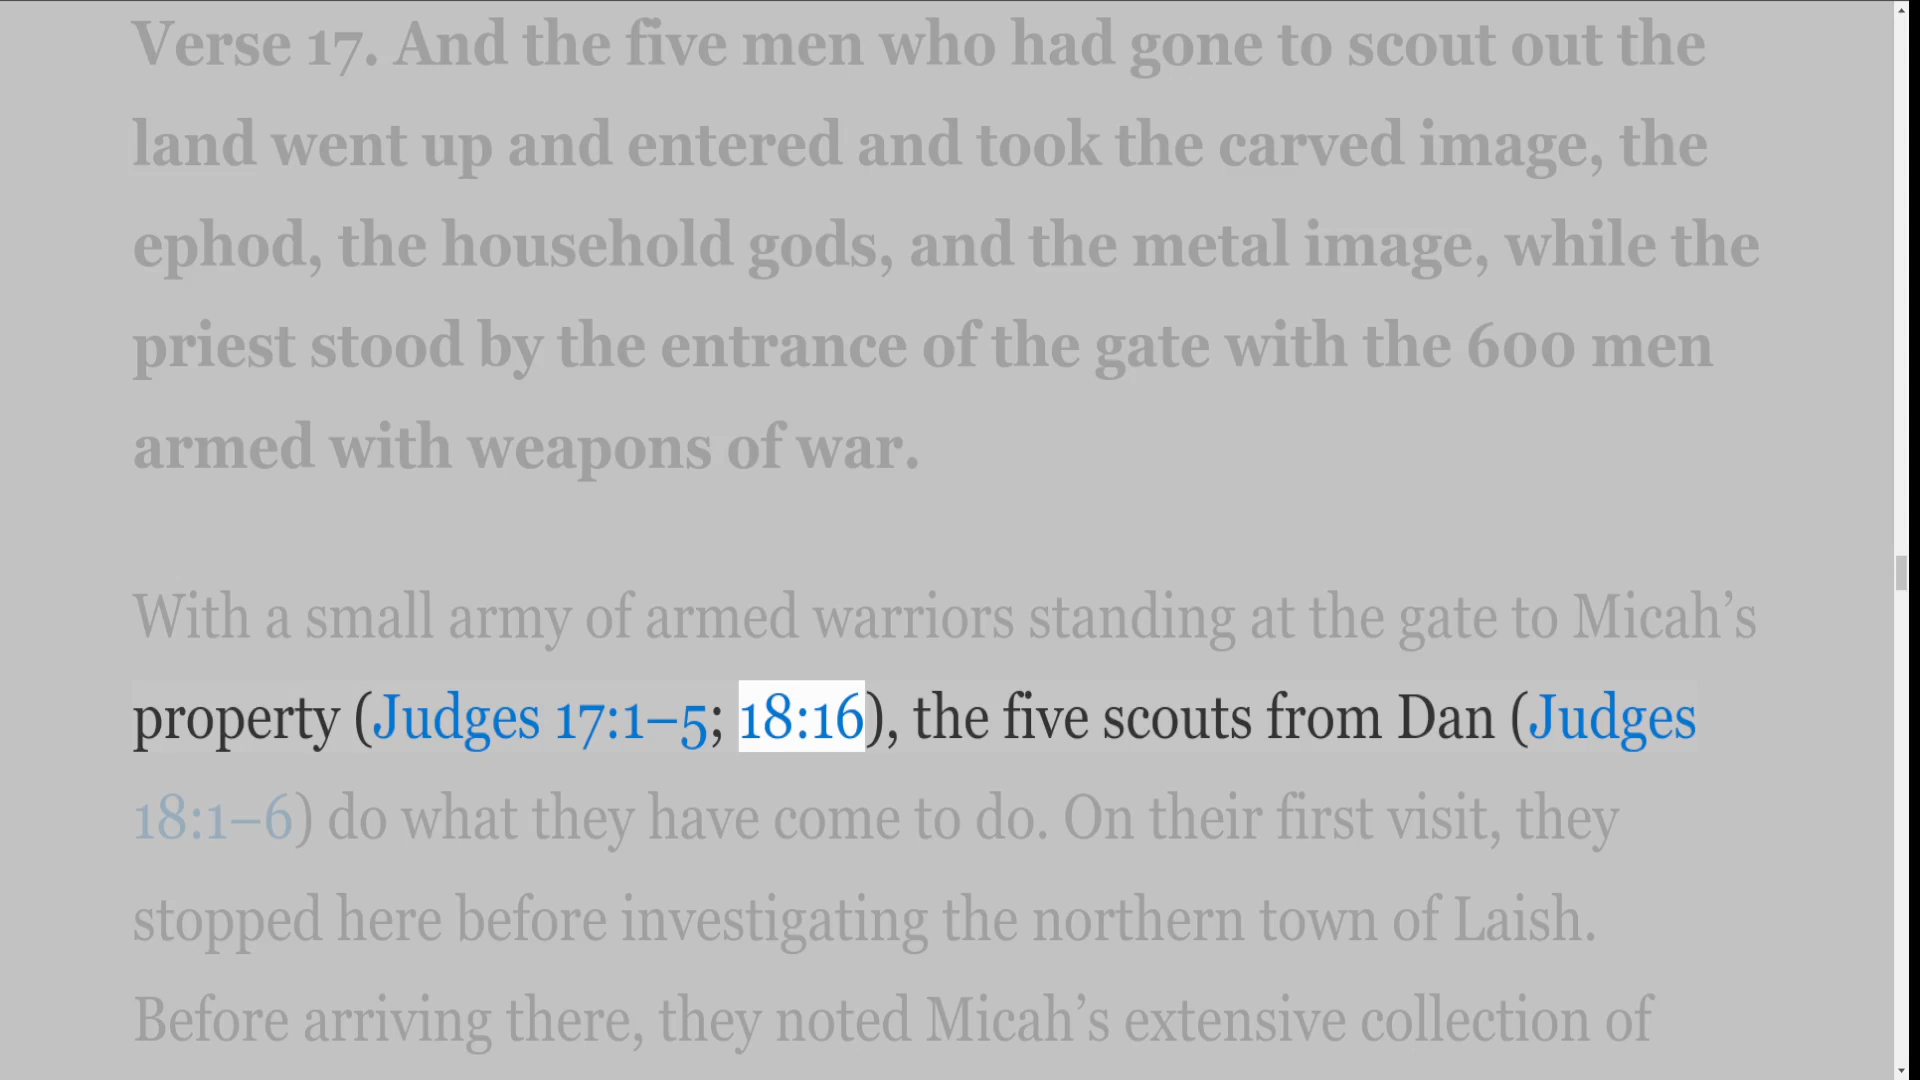 Verse 17. And the five men who had gone to scout out the
land went up and entered and took the carved image, the
ephod, the household gods, and the metal image, while the
priest stood by the entrance of the gate with the 600 men
armed with weapons of war.
With a small army of armed warriors standing at the gate to Micah’s
property (Judges 17:1–5; 18:16), the five scouts from Dan (Judges
18:1–6) do what they have come to do. On their first visit, they
stopped here before investigating the northern town of Laish.
Before arriving there, they noted Micah’s extensive collection of